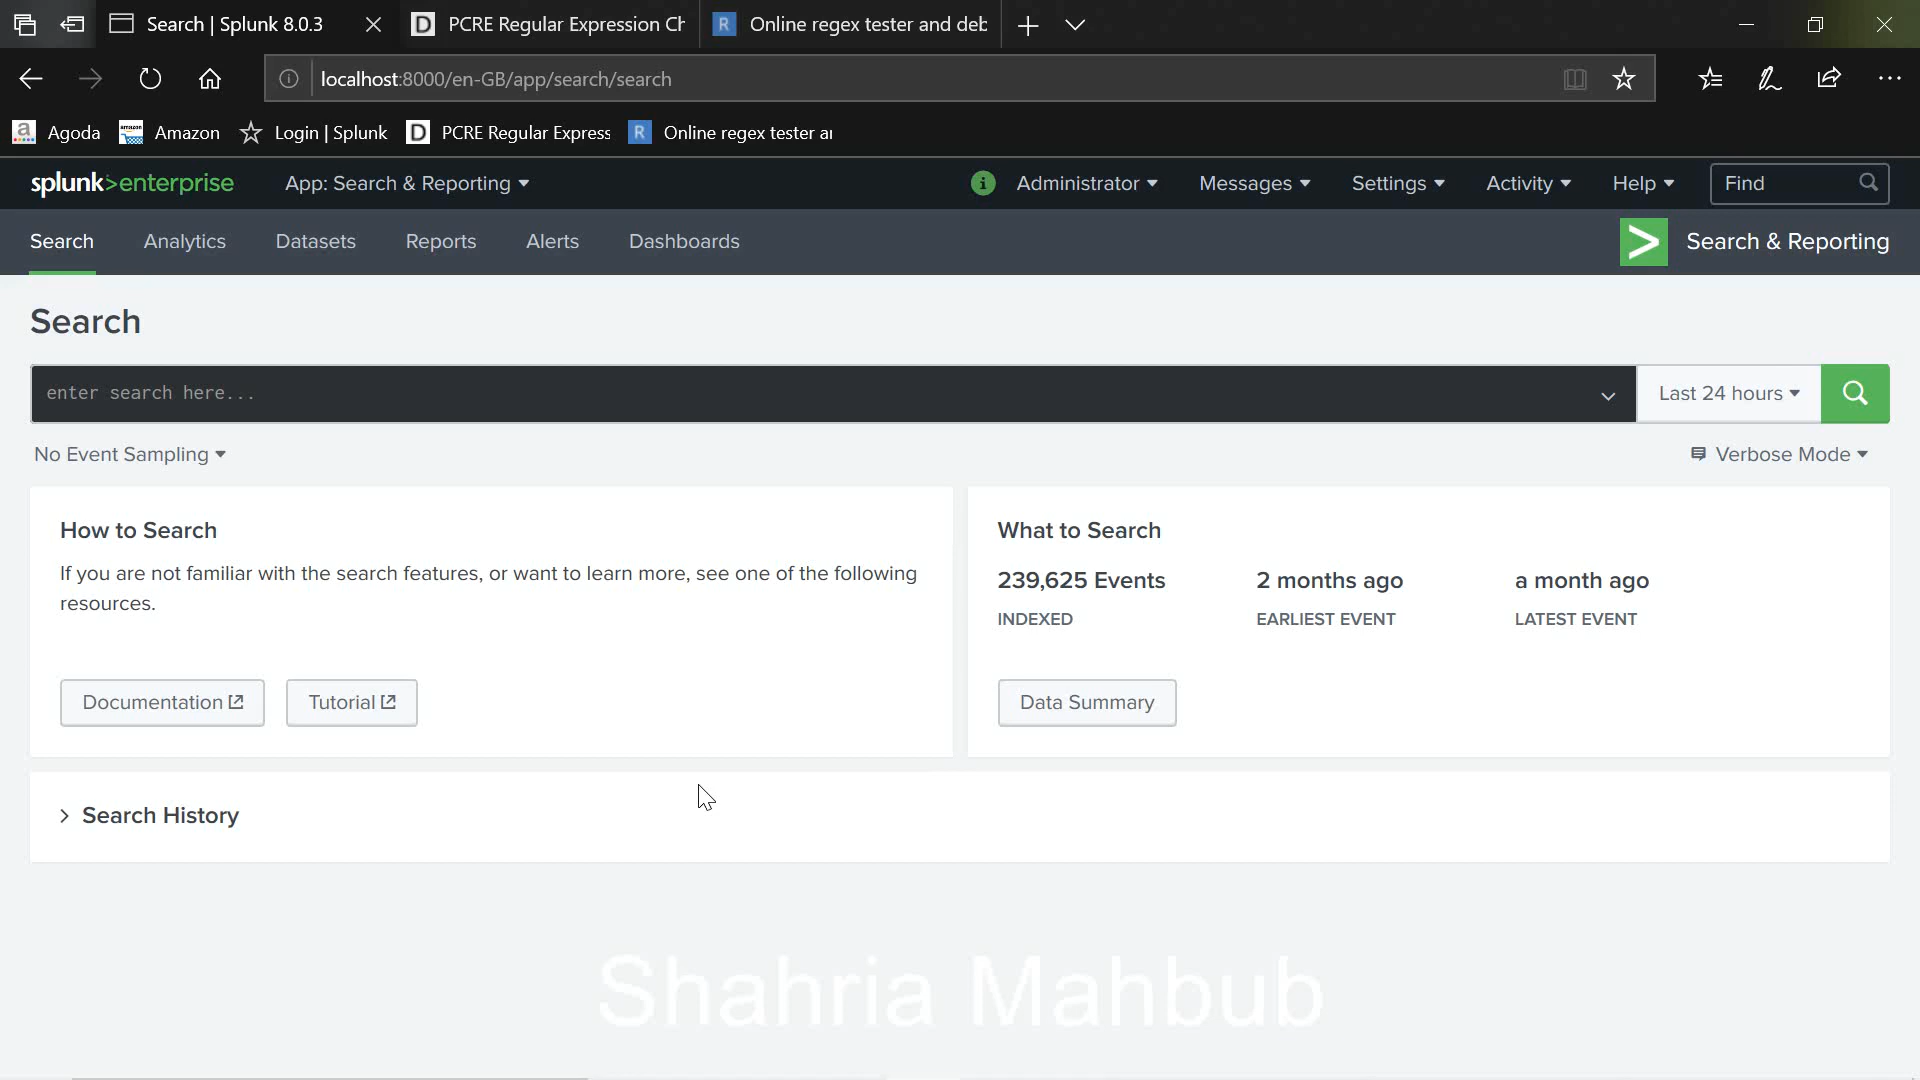 Search | Splunk 8.0.3
PCRE Regular Expression Ch
Online regex tester and deb
localhost:8000/en-GB/app/search/search
Agoda
Amazon
Login | Splunk
PCRE Regular Express
Online regex tester ar
splunk>enterprise
App: Search & Reporting
Administrator
Messages
Settings
Activity
Help
Find
Search
Analytics
Datasets
Reports
Alerts
Dashboards
Search & Reporting
Search
enter search here...
Last 24 hours
No Event Sampling
Verbose Mode
How to Search
If you are not familiar with the search features, or want to learn more, see one of the following
resources.
Documentation
Tutorial
What to Search
239,625 Events
INDEXED
2 months ago
EARLIEST EVENT
a month ago
LATEST EVENT
Data Summary
Search History
Shahria Mahbub